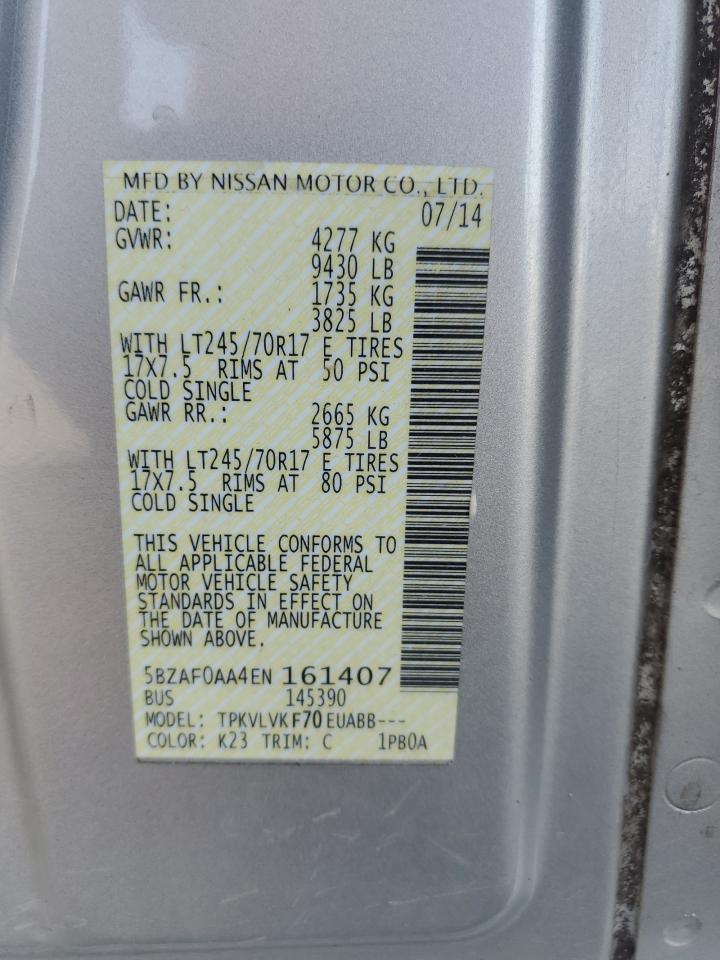 MFD BY NISSAN MOTOR CO., LTD.
DATE: 07/14
GVWR: 4277 KG
9430 LB
GAWR FR.: 1735 KG
3825 LB
WITH LT245/70R17 E TIRES
17X7.5 RIMS AT 50 PSI
COLD SINGLE
GAWR RR.: 2665 KG
5875 LB
WITH LT245/70R17 E TIRES
17X7.5 RIMS AT 80 PSI
COLD SINGLE
THIS VEHICLE CONFORMS TO
ALL APPLICABLE FEDERAL
MOTOR VEHICLE SAFETY
STANDARDS IN EFFECT ON
THE DATE OF MANUFACTURE
SHOWN ABOVE.
5BZAF0AA4EN 161407
BUS 145390
MODEL: TPKVLVKF70EUABB---
COLOR: K23 TRIM: C 1PB0A